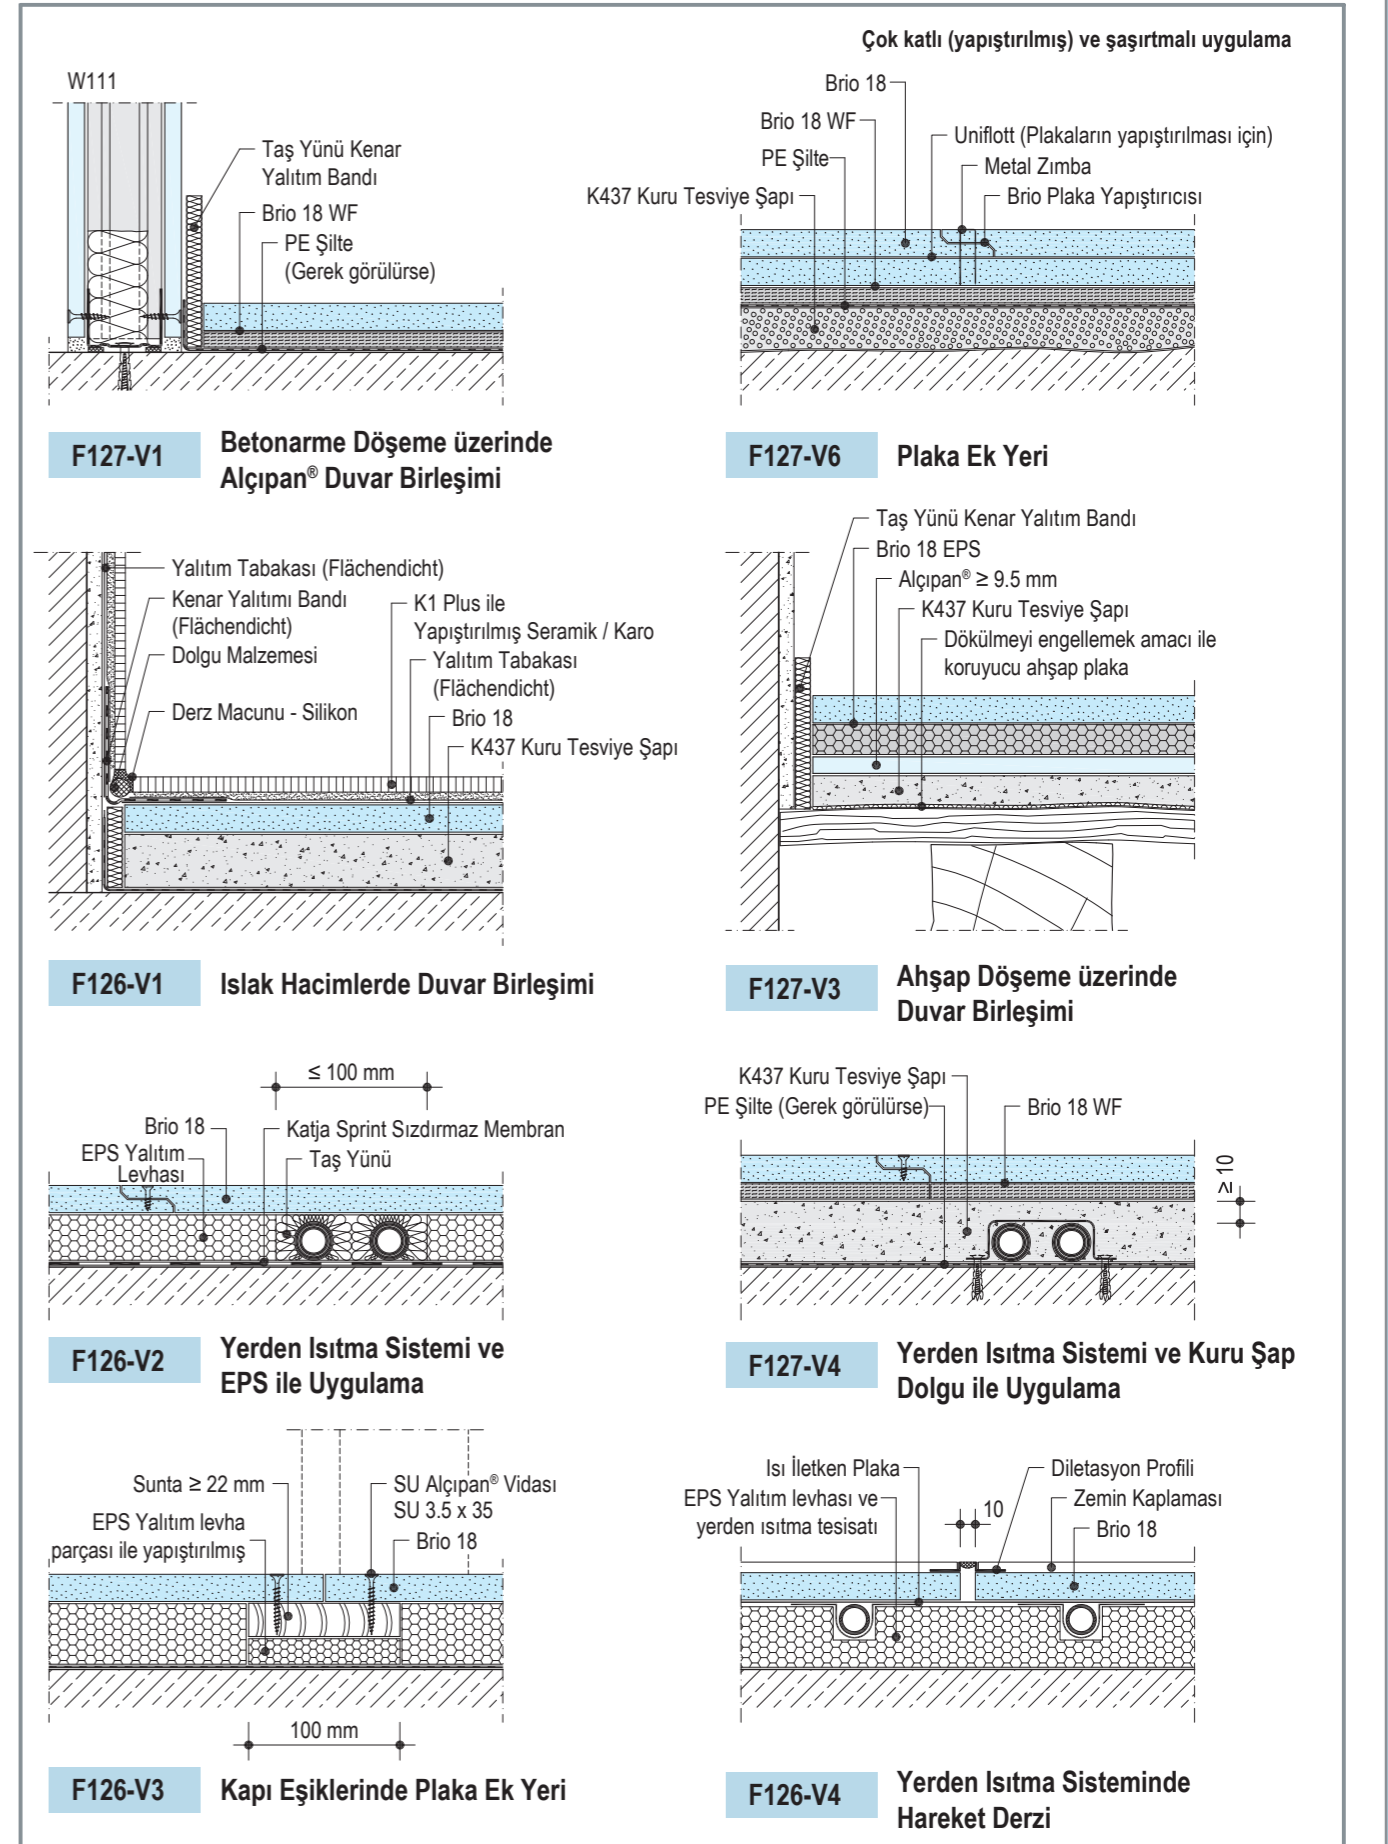 Çok katlı (yapıştırılmış) ve şaşırtmalı uygulama
W111
Taş Yünü Kenar
Yalıtım Bandı
Brio 18 WF
PE Şilte
(Gerek görülürse)
F127-V1
Betonarme Döşeme üzerinde
Alçıpan® Duvar Birleşimi
Brio 18
Brio 18 WF
PE Şilte
K437 Kuru Tesviye Şapı
Uniflott (Plakaların yapıştırılması için)
Metal Zımba
Brio Plaka Yapıştırıcısı
F127-V6
Plaka Ek Yeri
Yalıtım Tabakası (Flächendicht)
Kenar Yalıtımı Bandı
(Flächendicht)
Dolgu Malzemesi
Derz Macunu - Silikon
K1 Plus ile
Yapıştırılmış Seramik / Karo
Yalıtım Tabakası
(Flächendicht)
Brio 18
K437 Kuru Tesviye Şapı
F126-V1
Islak Hacimlerde Duvar Birleşimi
Taş Yünü Kenar Yalıtım Bandı
Brio 18 EPS
Alçıpan® ≥ 9.5 mm
K437 Kuru Tesviye Şapı
Dökülmeyi engellemek amacı ile
koruyucu ahşap plaka
F127-V3
Ahşap Döşeme üzerinde
Duvar Birleşimi
≤ 100 mm
Brio 18
EPS Yalıtım
Levhası
Katja Sprint Sızdırmaz Membran
Taş Yünü
F126-V2
Yerden Isıtma Sistemi ve
EPS ile Uygulama
K437 Kuru Tesviye Şapı
PE Şilte (Gerek görülürse)
Brio 18 WF
≥ 10
F127-V4
Yerden Isıtma Sistemi ve Kuru Şap
Dolgu ile Uygulama
Sunta ≥ 22 mm
EPS Yalıtım levha
parçası ile yapıştırılmış
SU Alçıpan® Vidası
SU 3.5 x 35
Brio 18
100 mm
F126-V3
Kapı Eşiklerinde Plaka Ek Yeri
Isı İletken Plaka
EPS Yalıtım levhası ve
yerden ısıtma tesisatı
10
Diletasyon Profili
Zemin Kaplaması
Brio 18
F126-V4
Yerden Isıtma Sisteminde
Hareket Derzi